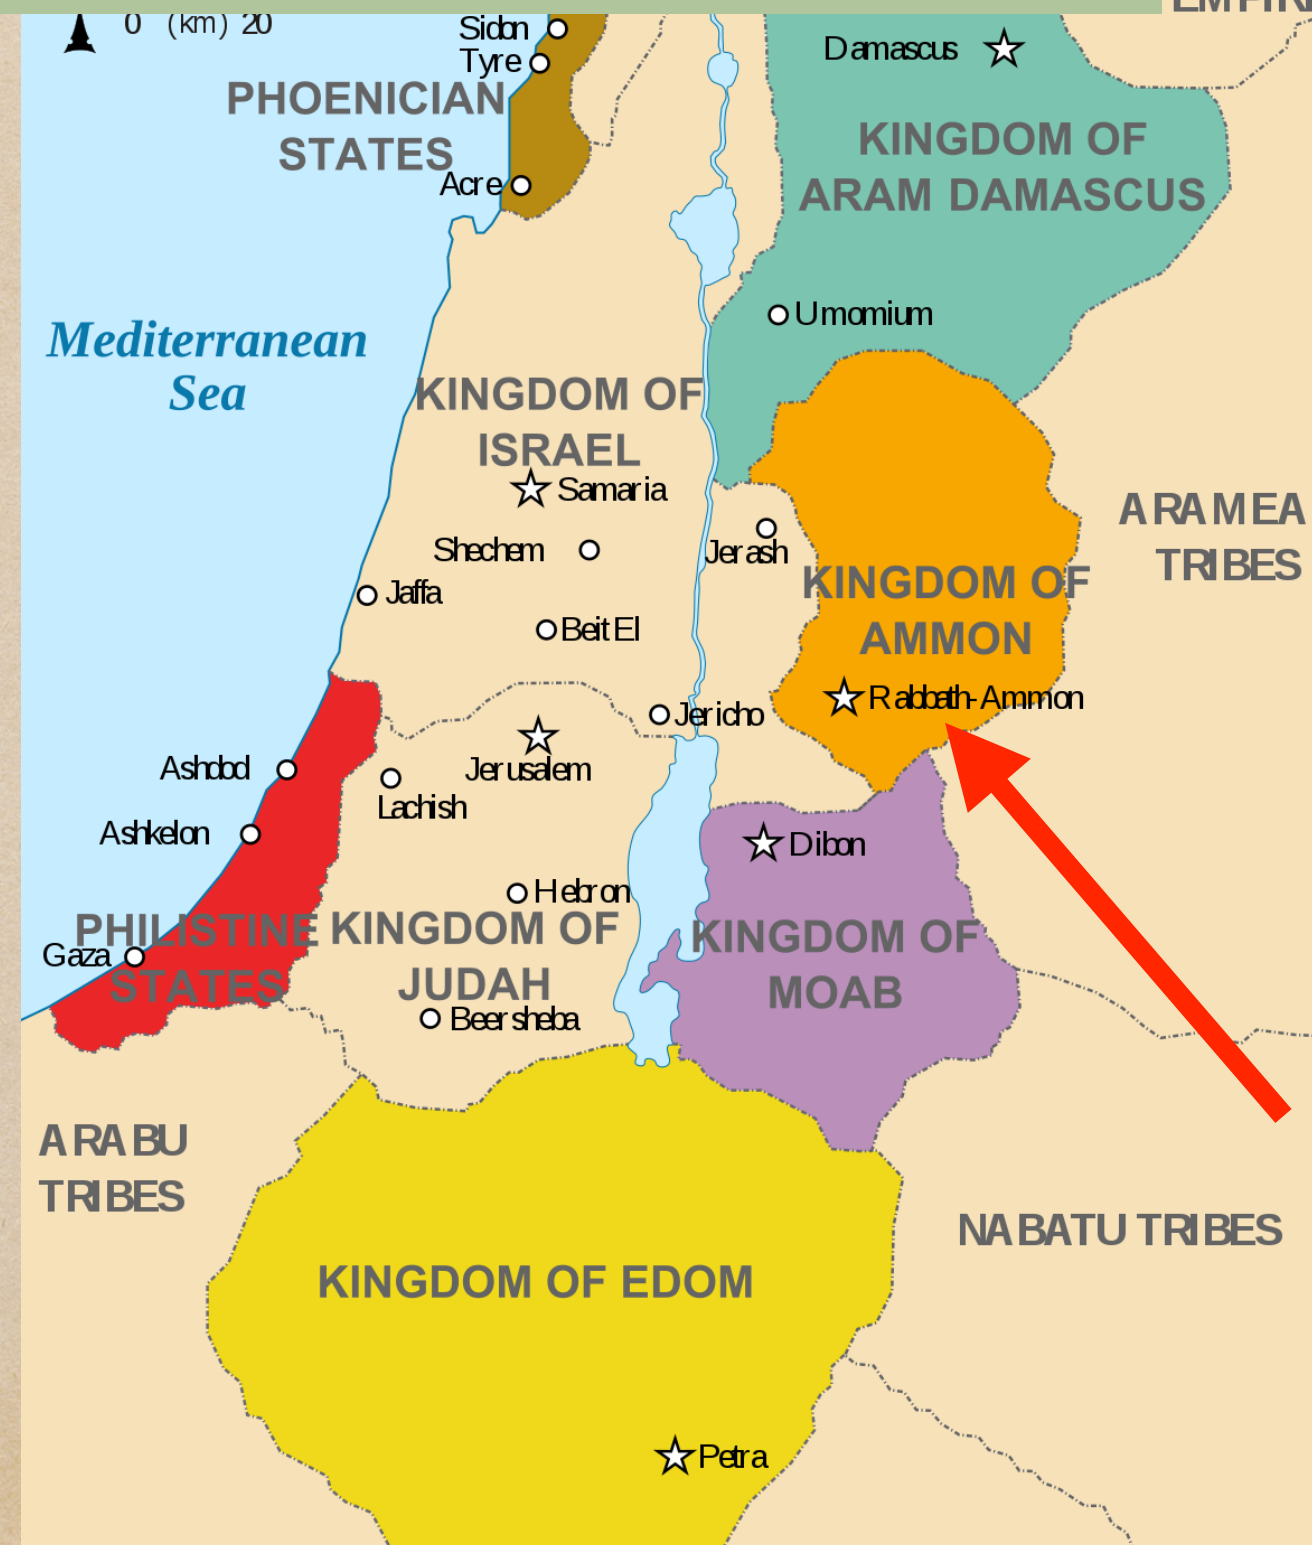 0 (km) 20
Sidon
Tyre
PHOENICIAN
STATES
Acre
Damascus
KINGDOM OF
ARAM DAMASCUS
Umomium
Mediterranean
Sea
KINGDOM OF
ISRAEL
Samaria
Shechem
Jerash
Jaffa
Beit El
KINGDOM OF
AMMON
Rabbath-Ammon
ARAMEA
TRIBES
Jericho
Jerusalem
Ashdod
Lachish
Ashkelon
Dibon
Hebron
PHILISTINE
STATES
Gaza
KINGDOM OF
JUDAH
Beersheba
KINGDOM OF
MOAB
ARABU
TRIBES
NABATU TRIBES
KINGDOM OF EDOM
Petra